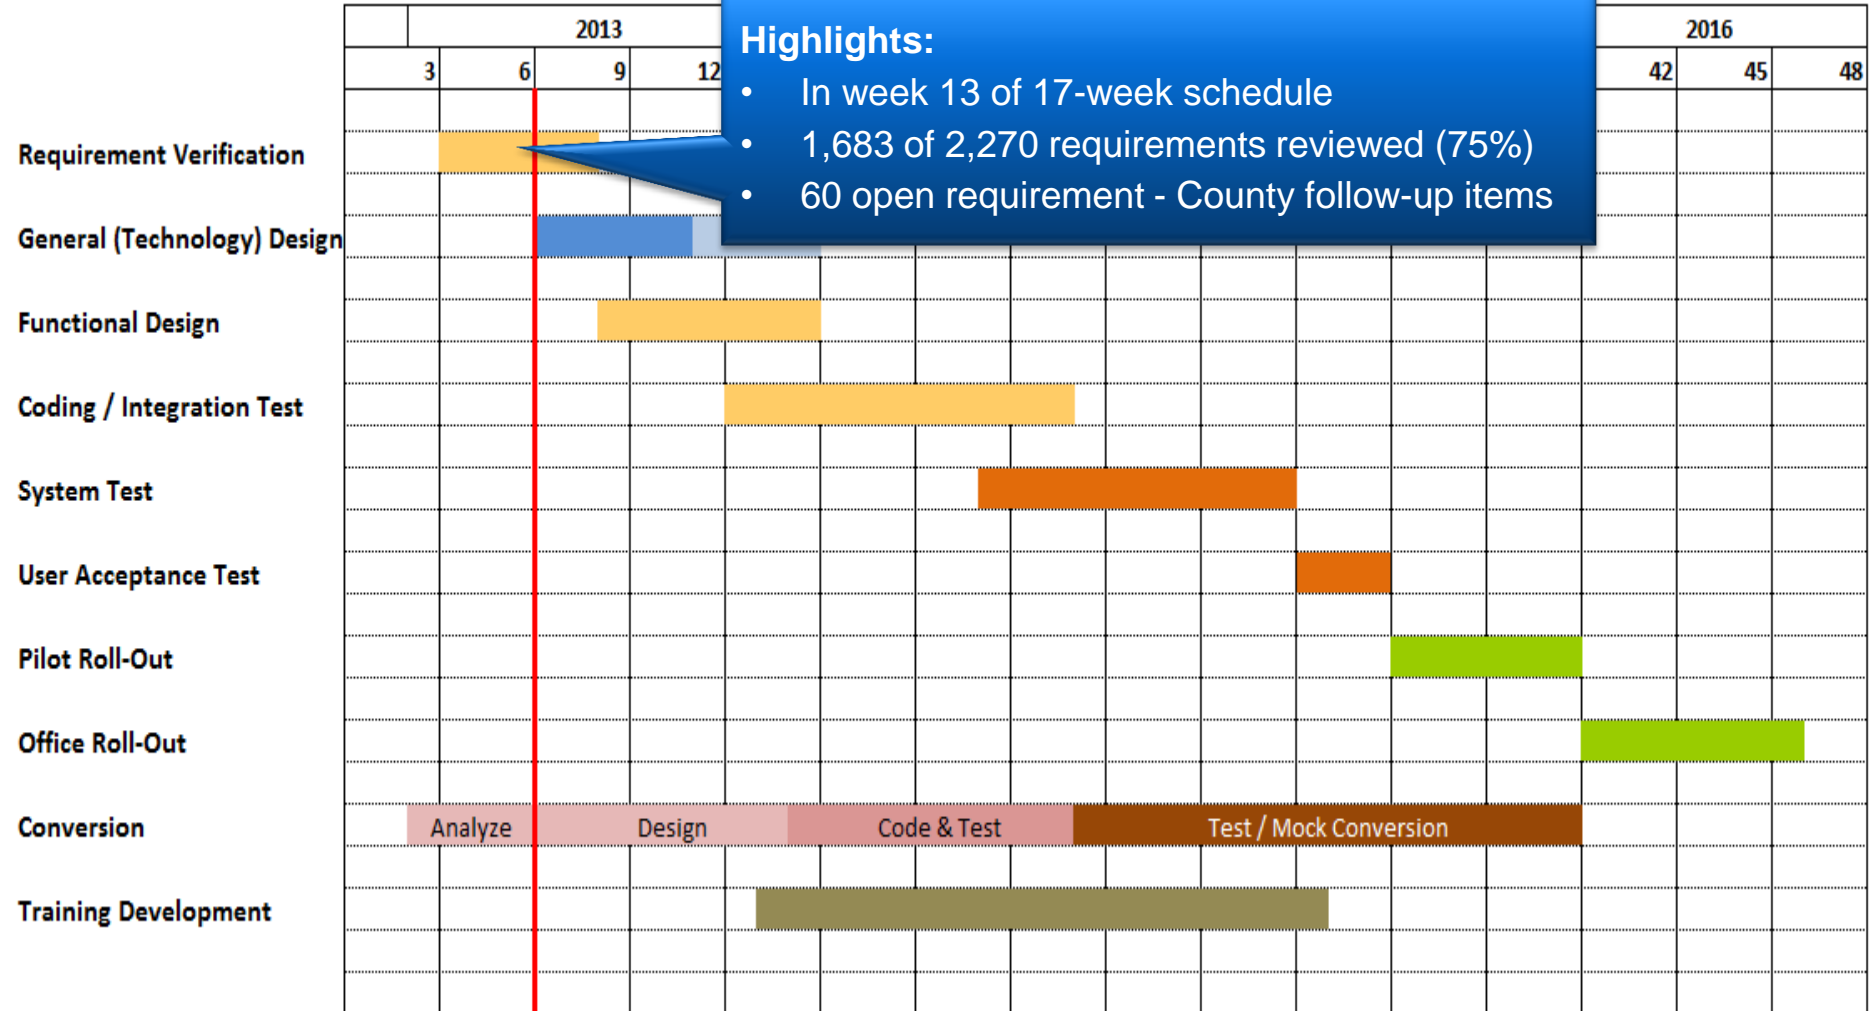 2013
2016
3 6 9 12 42 45 48
Highlights:
• In week 13 of 17-week schedule
• 1,683 of 2,270 requirements reviewed (75%)
• 60 open requirement - County follow-up items
Requirement Verification
General (Technology) Design
Functional Design
Coding / Integration Test
System Test
User Acceptance Test
Pilot Roll-Out
Office Roll-Out
Conversion
Analyze Design Code & Test Test / Mock Conversion
Training Development